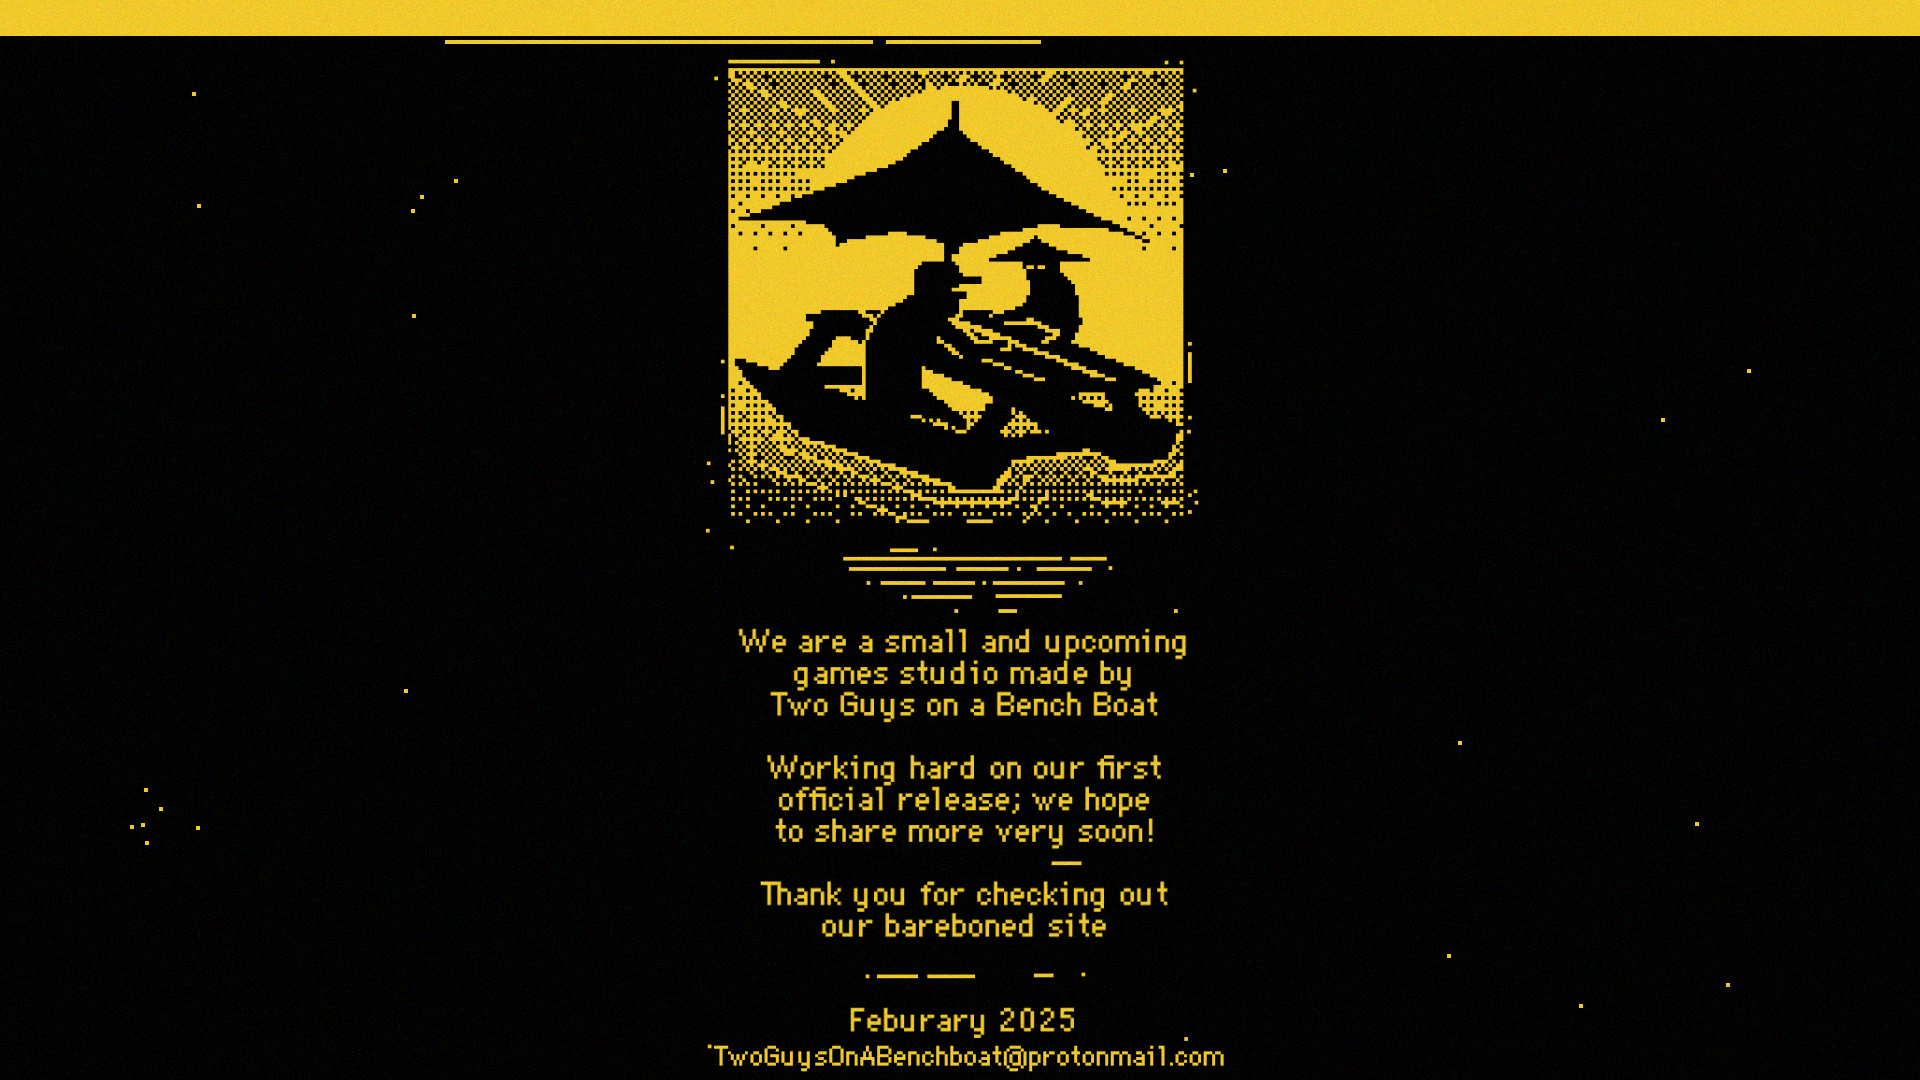 We are a small and upcoming
games studio made by
Two Guys on a Bench Boat
Working hard on our first
official release; we hope
to share more very soon!
Thank you for checking out
our bareboned site
Feburary 2025
TwoGuysOnABenchboat@protonmail.com